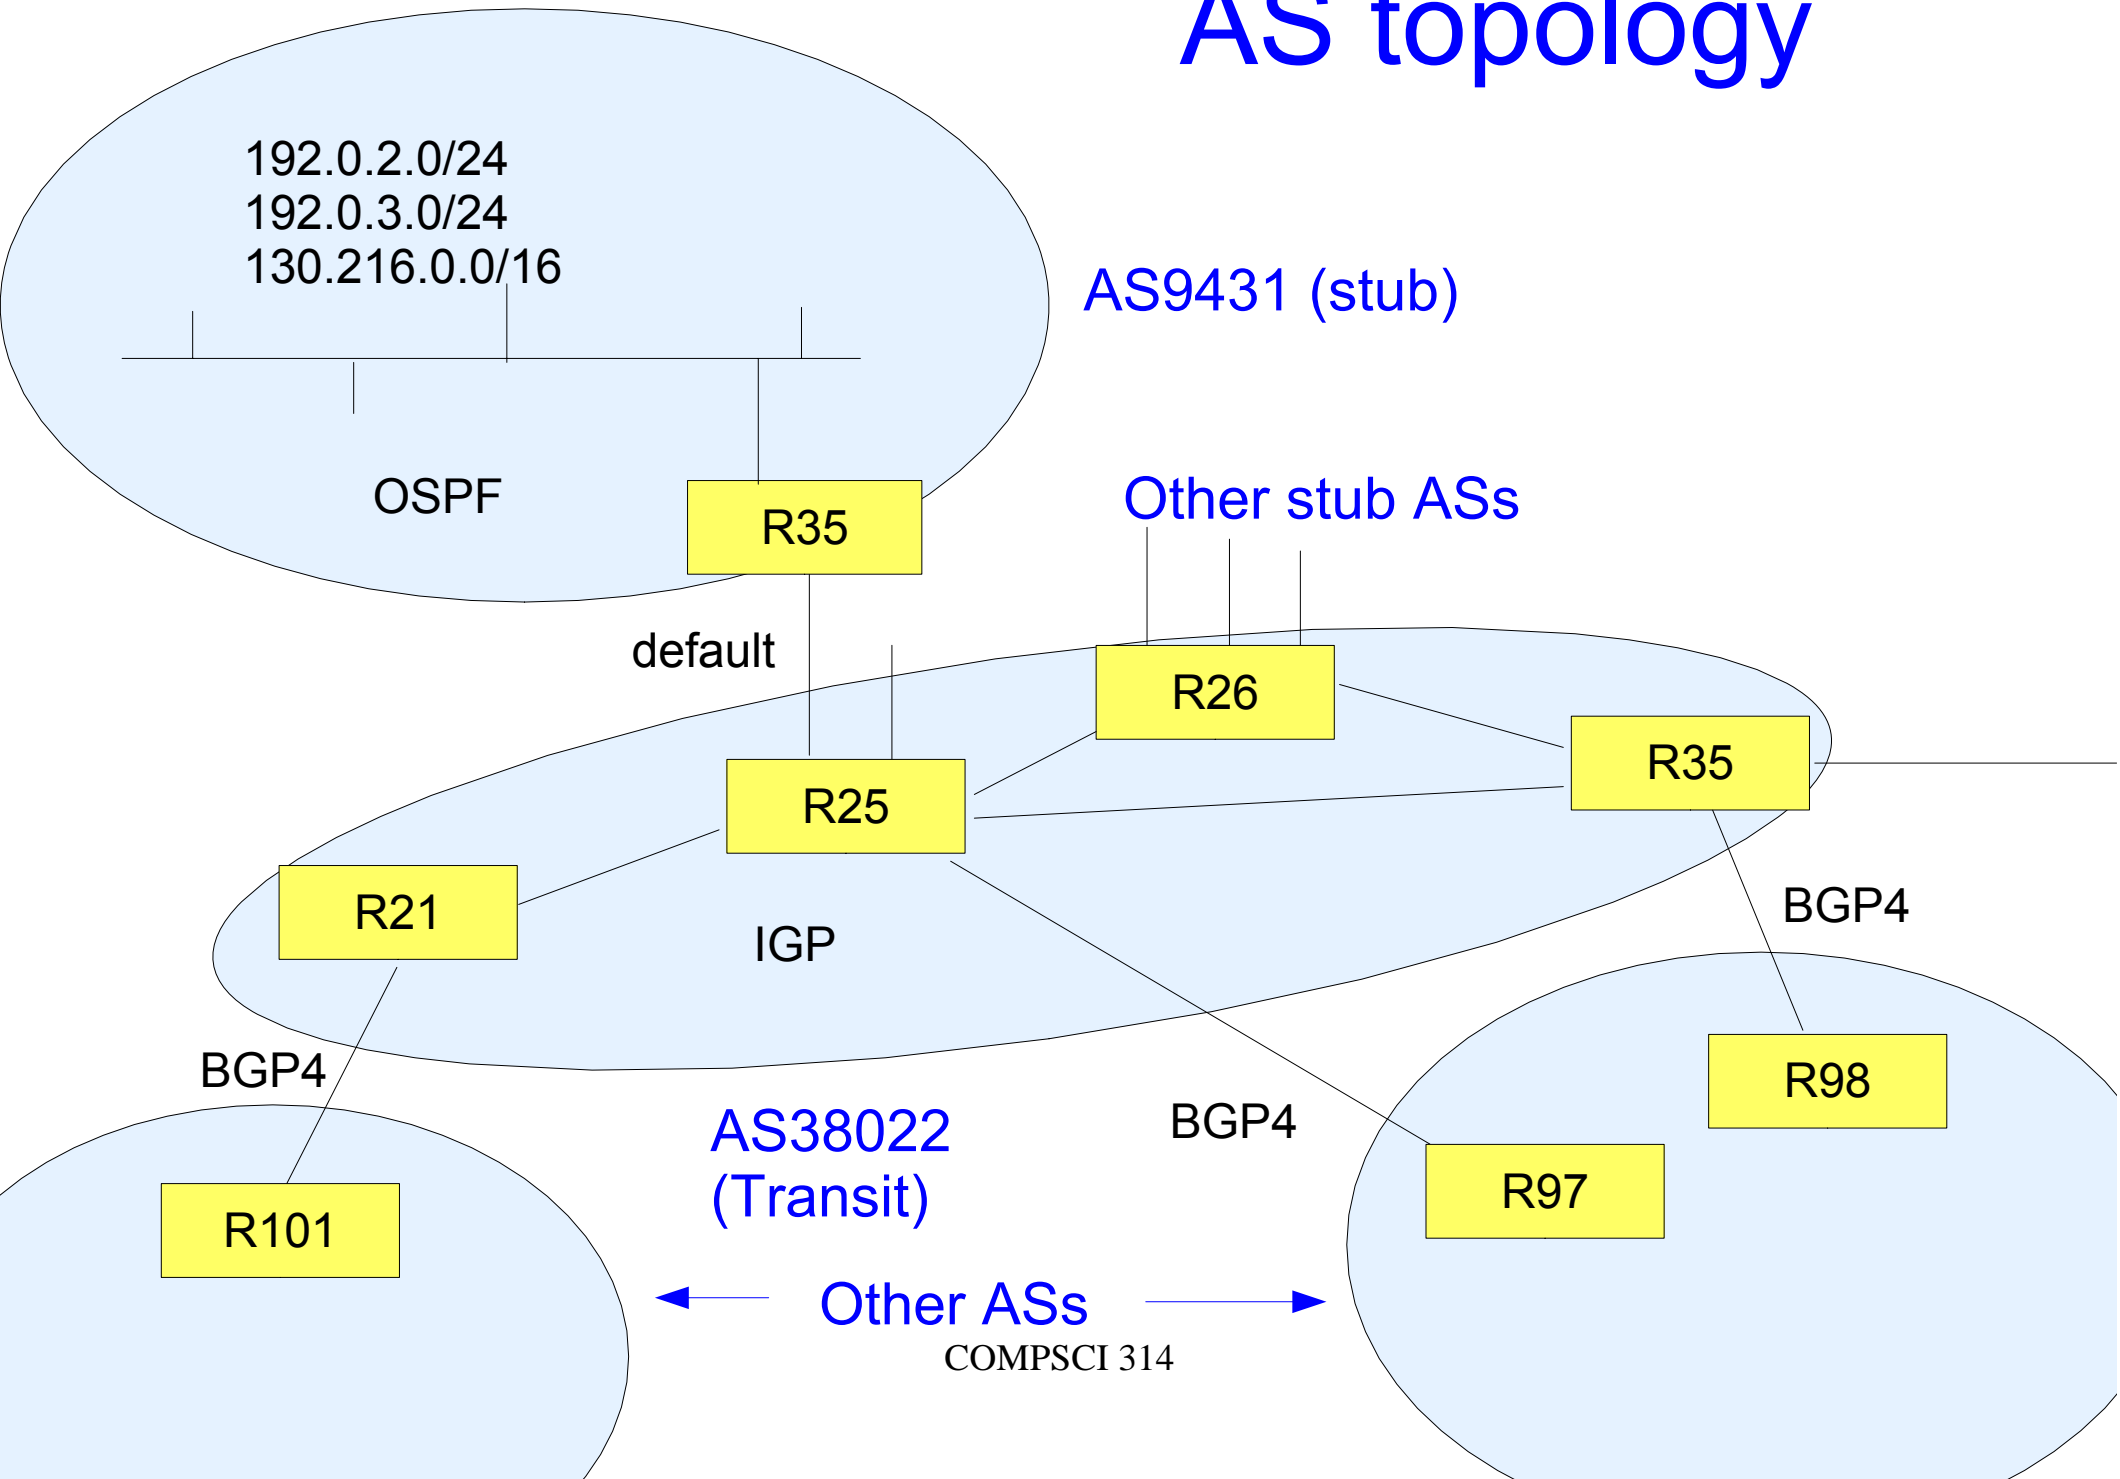 AS topology
192.0.2.0/24
192.0.3.0/24
130.216.0.0/16
AS9431 (stub)
OSPF
R35
Other stub ASs
default
R26
R35
R25
R21
IGP
BGP4
BGP4
R98
AS38022
(Transit)
BGP4
R97
R101
Other ASs
COMPSCI 314